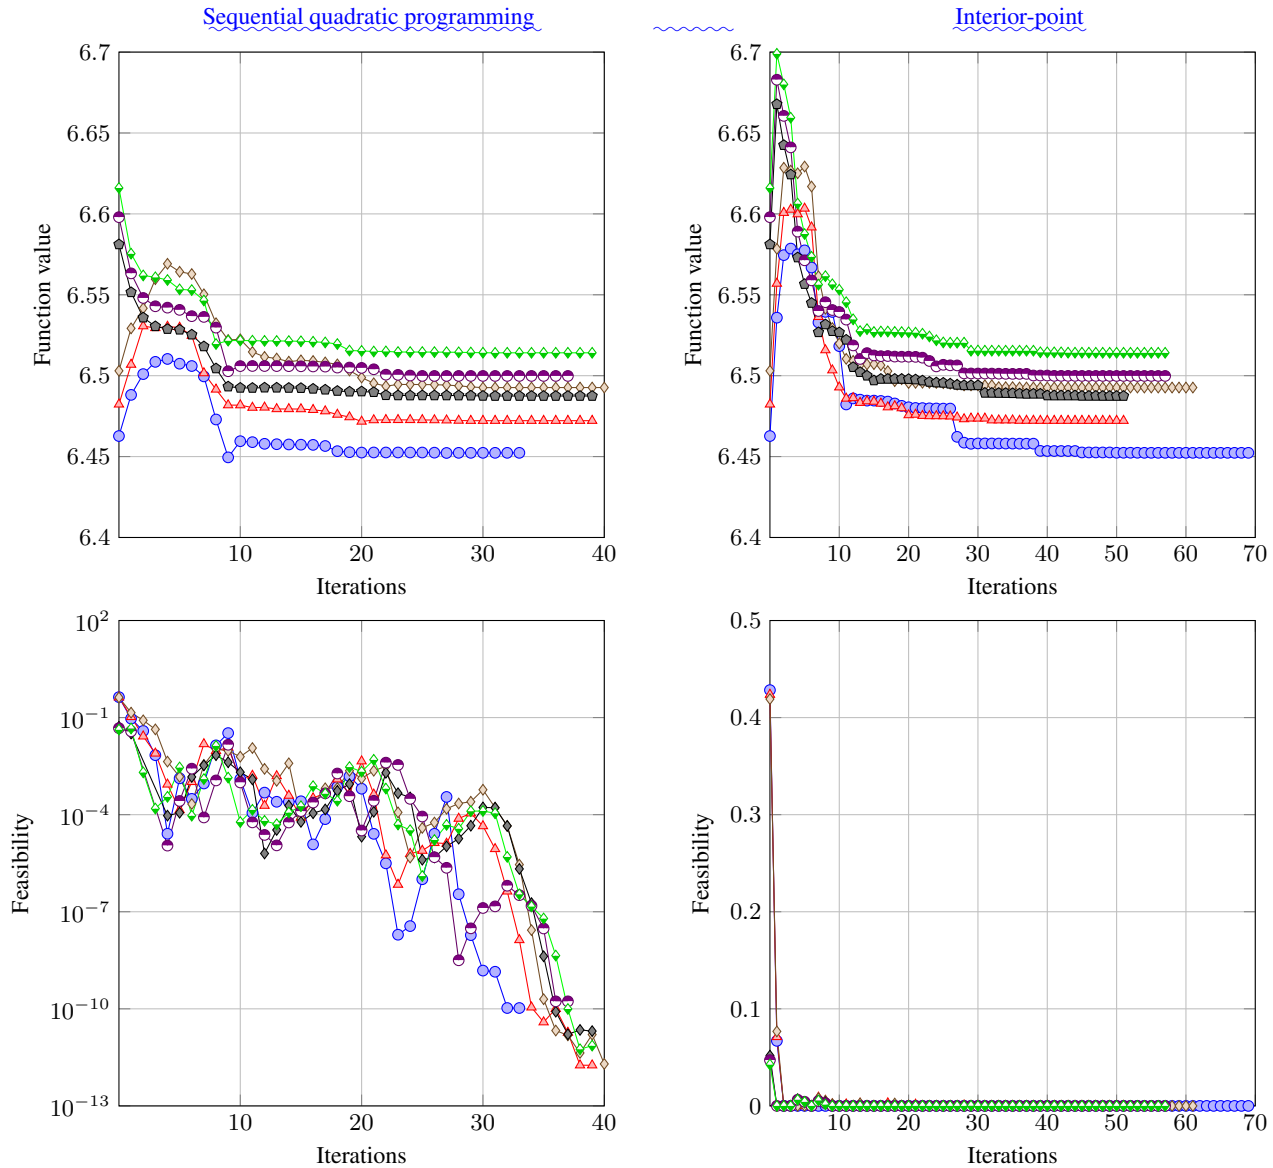 Sequential quadratic programming
Interior-point
6.7
6.65
6.6
6.55
6.5
6.45
6.4
Function value
10 20 30 40
Iterations
6.7
6.65
6.6
6.55
6.5
6.45
6.4
Function value
10 20 30 40 50 60 70
Iterations
10^2
10^−1
10^−4
10^−7
10^−10
10^−13
Feasibility
10 20 30 40
Iterations
0.5
0.4
0.3
0.2
0.1
0
Feasibility
10 20 30 40 50 60 70
Iterations